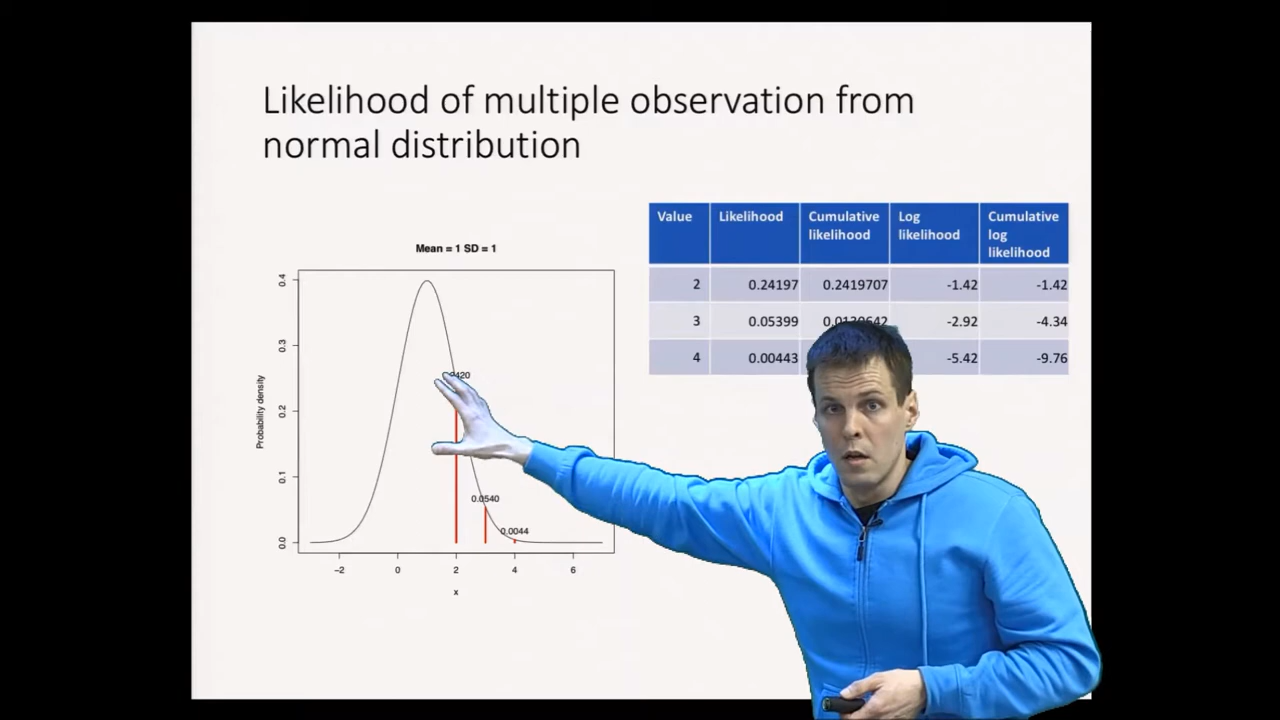 Likelihood of multiple observation from
normal distribution
Mean = 1 SD = 1
Probability density
0.4
0.3
0.2
0.1
0.0
0.0540
0.0044
−2
0
2
4
6
x
Value Likelihood Cumulative likelihood Log likelihood Cumulative log likelihood
2 0.24197 0.2419707 -1.42 -1.42
3 0.05399 -2.92 -4.34
4 0.00443 -5.42 -9.76